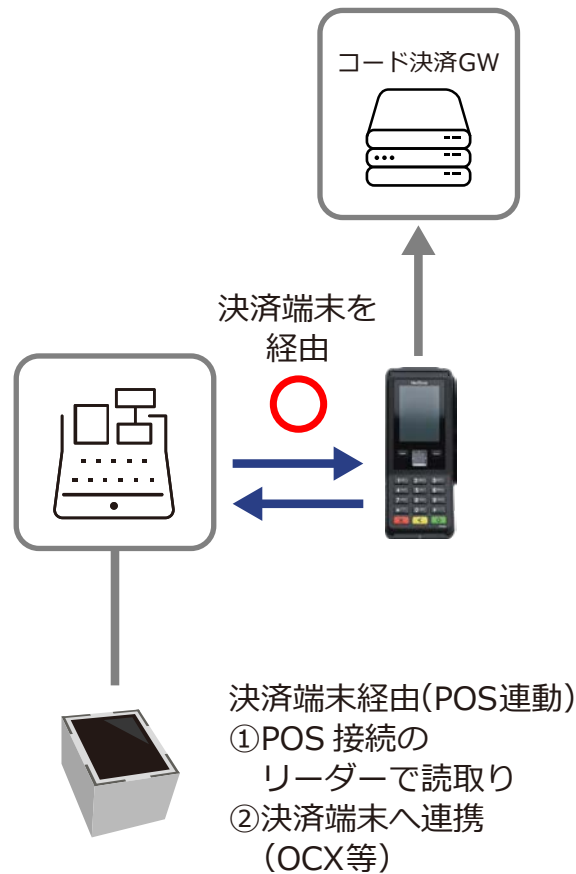 コード決済GW
決済端末を
経由
決済端末経由(POS連動)
①POS 接続の
リーダーで読取り
②決済端末へ連携
(OCX等)